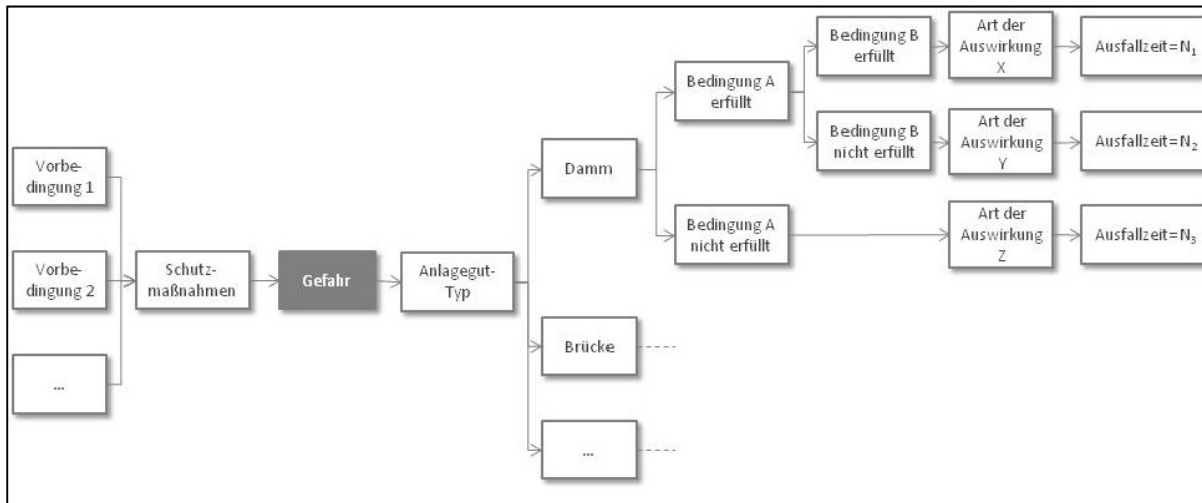 Vorbe-
dingung 1
Vorbe-
dingung 2
...
Schutz-
maßnahmen
Gefahr
Anlagegut-
Typ
Damm
Brücke
...
Bedingung A
erfüllt
Bedingung A
nicht erfüllt
Bedingung B
erfüllt
Bedingung B
nicht erfüllt
Art der
Auswirkung
X
Art der
Auswirkung
Y
Art der
Auswirkung
Z
Ausfallzeit=N₁
Ausfallzeit=N₂
Ausfallzeit=N₃